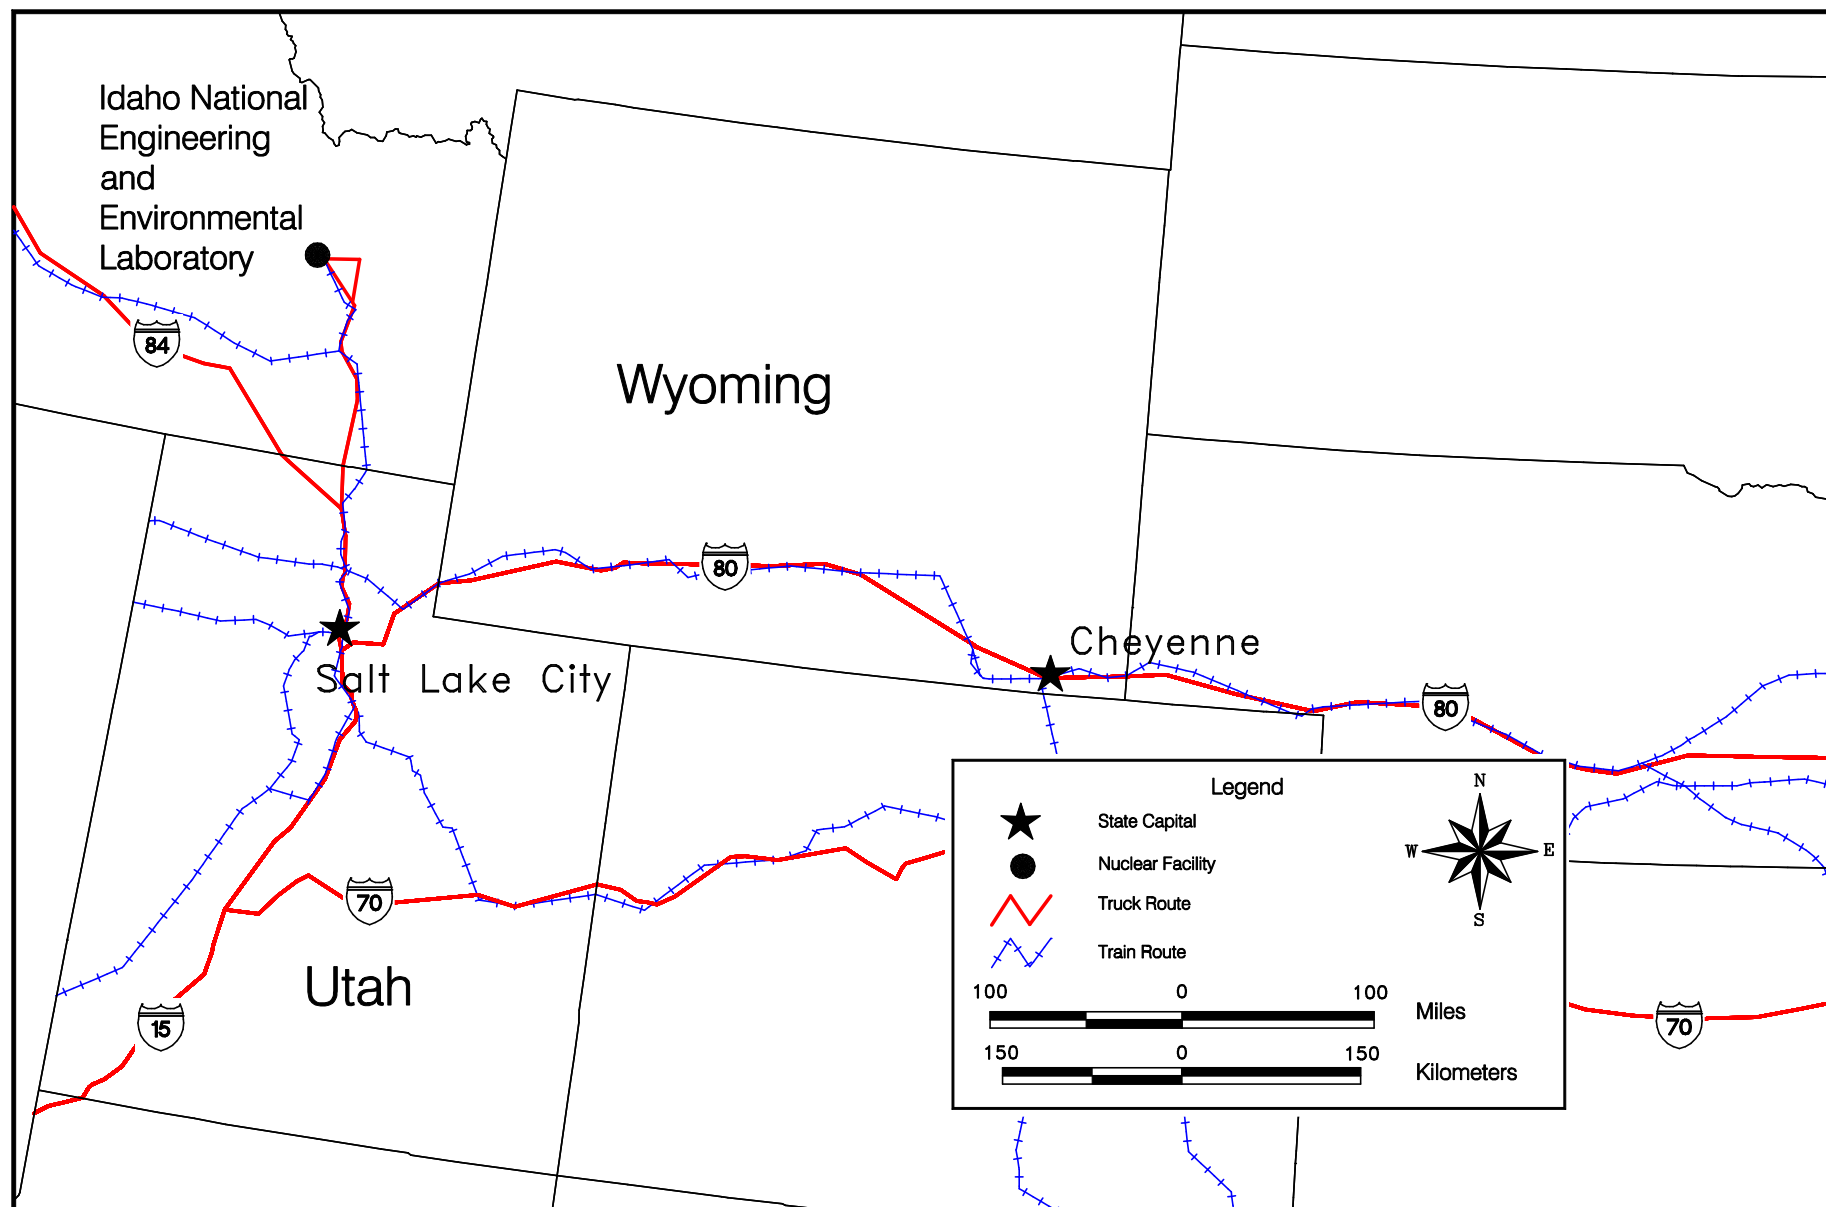 Idaho National
Engineering
and
Environmental
Laboratory
84
Wyoming
80
Cheyenne
Salt Lake City
80
70
Utah
15
Legend
State Capital
Nuclear Facility
Truck Route
Train Route
N
W
E
S
100 0 100
Miles
150 0 150
Kilometers
70